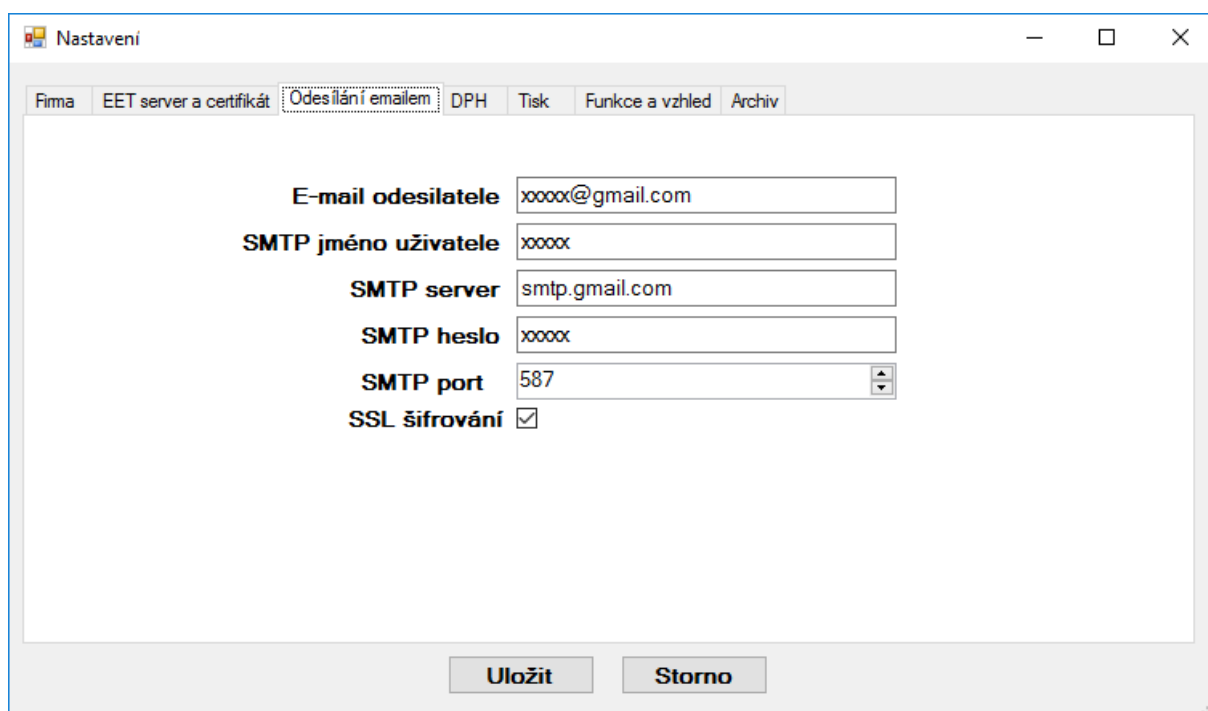 Nastavení
Firma EET server a certifikát Odesílání emailem DPH Tisk Funkce a vzhled Archiv
E-mail odesilatele xxxxx@gmail.com
SMTP jméno uživatele xxxxx
SMTP server smtp.gmail.com
SMTP heslo xxxxx
SMTP port 587
SSL šifrování
Uložit Storno